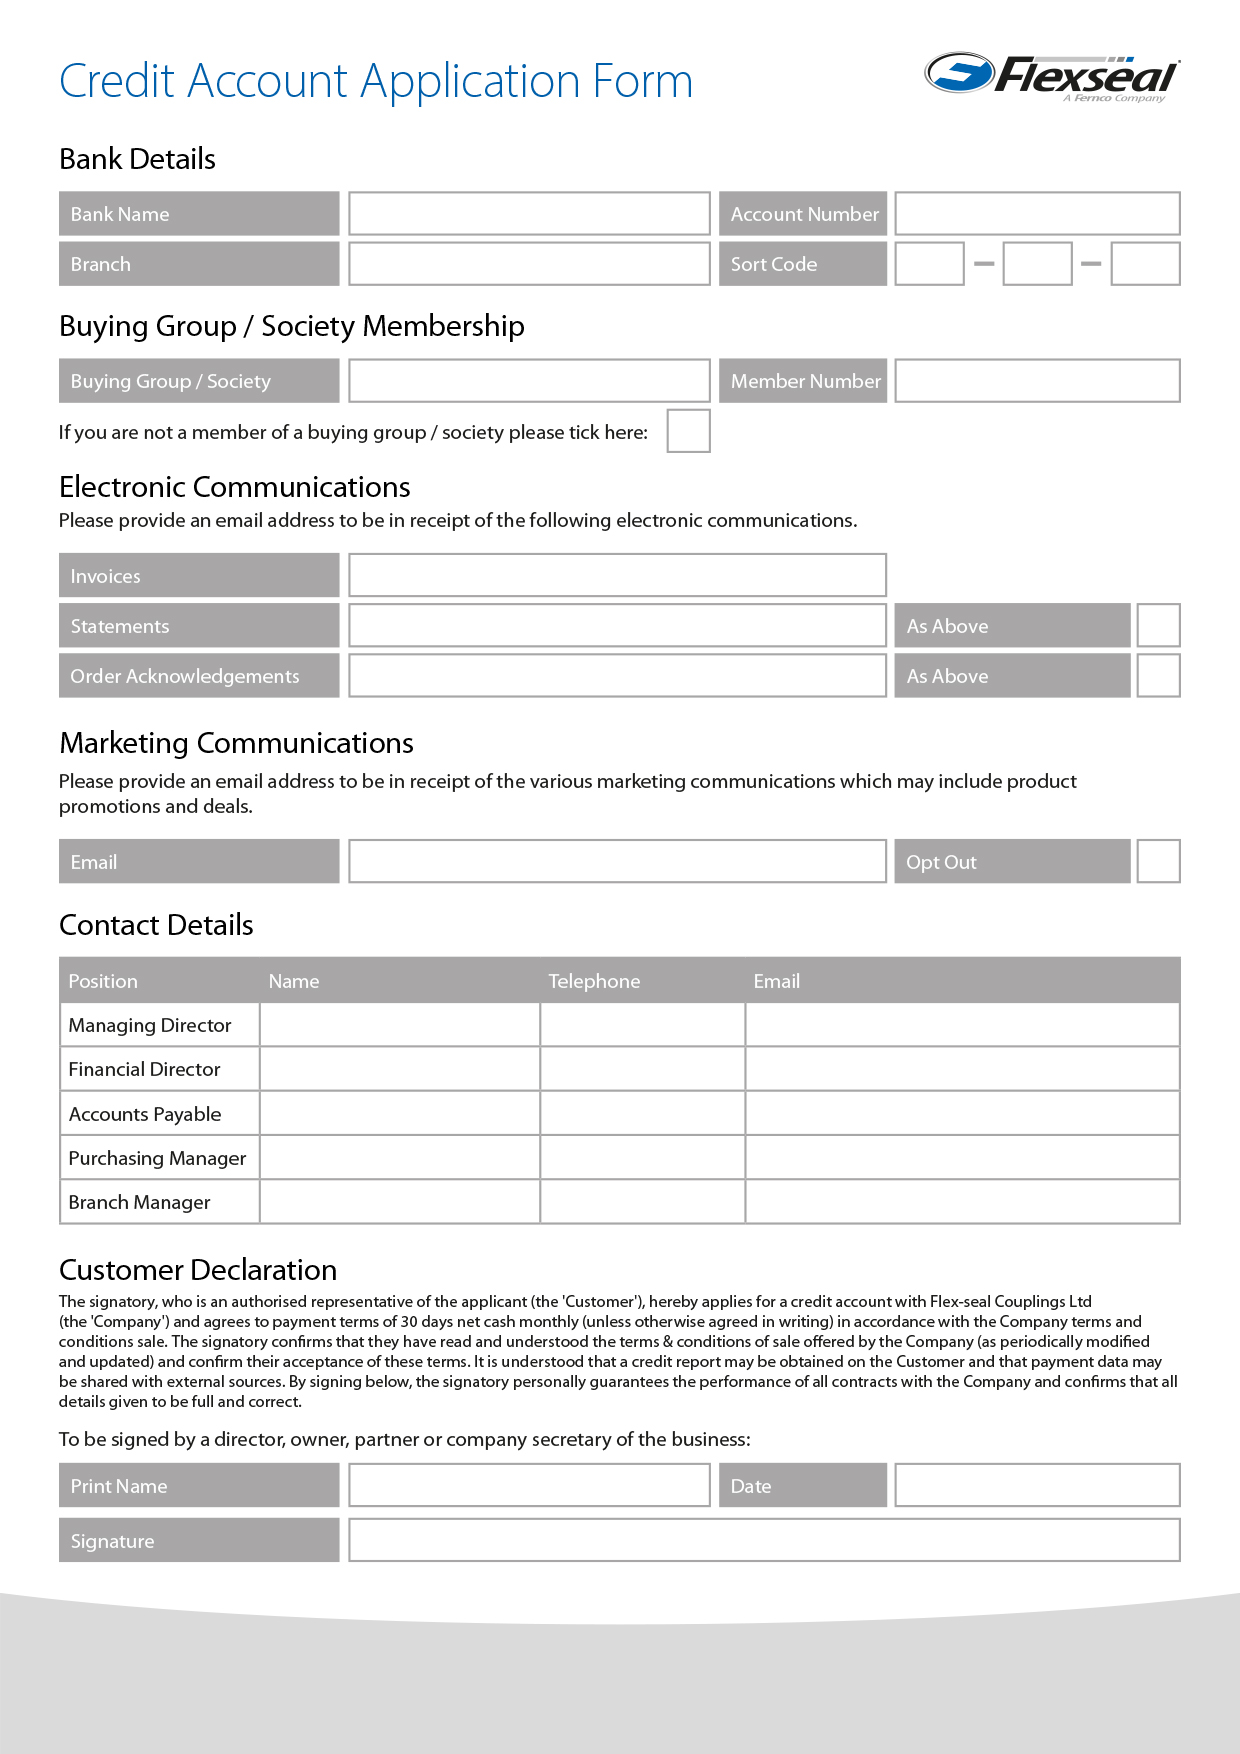 Credit Account Application Form
Flexseal
A Fernco Company
Bank Details
Bank Name
Account Number
Branch
Sort Code
Buying Group / Society Membership
Buying Group / Society
Member Number
If you are not a member of a buying group / society please tick here:
Electronic Communications
Please provide an email address to be in receipt of the following electronic communications.
Invoices
Statements
As Above
Order Acknowledgements
As Above
Marketing Communications
Please provide an email address to be in receipt of the various marketing communications which may include product
promotions and deals.
Email
Opt Out
Contact Details
Position Name Telephone Email
Managing Director
Financial Director
Accounts Payable
Purchasing Manager
Branch Manager
Customer Declaration
The signatory, who is an authorised representative of the applicant (the 'Customer'), hereby applies for a credit account with Flex-seal Couplings Ltd
(the 'Company') and agrees to payment terms of 30 days net cash monthly (unless otherwise agreed in writing) in accordance with the Company terms and
conditions sale. The signatory confirms that they have read and understood the terms & conditions of sale offered by the Company (as periodically modified
and updated) and confirm their acceptance of these terms. It is understood that a credit report may be obtained on the Customer and that payment data may
be shared with external sources. By signing below, the signatory personally guarantees the performance of all contracts with the Company and confirms that all
details given to be full and correct.
To be signed by a director, owner, partner or company secretary of the business:
Print Name
Date
Signature